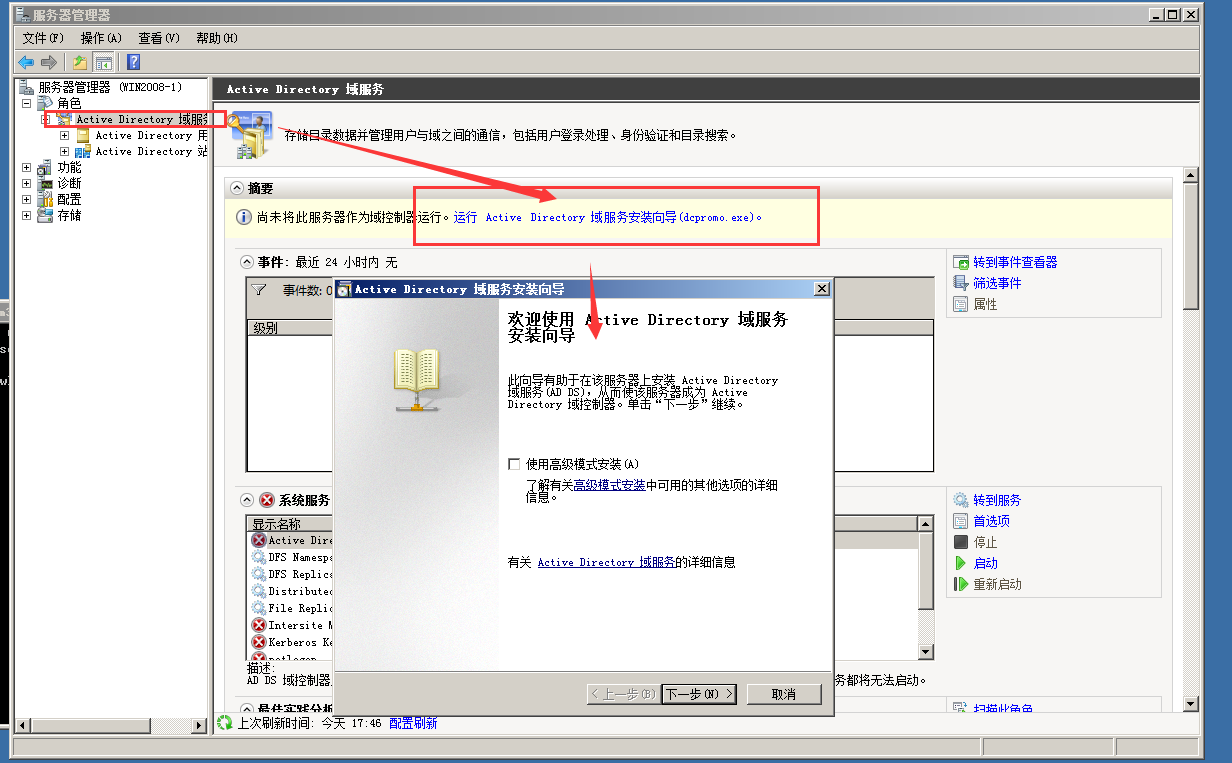 服务器管理器
文件(F) 操作(A) 查看(V) 帮助(H)
服务器管理器 (WIN2008-1)
角色
Active Directory 域服务
Active Directory 用
Active Directory 站
功能
诊断
配置
存储
Active Directory 域服务
存储目录数据并管理用户与域之间的通信，包括用户登录处理、身份验证和目录搜索。
摘要
尚未将此服务器作为域控制器运行。运行 Active Directory 域服务安装向导(dcpromo.exe)。
事件: 最近 24 小时内 无
事件数: 0
级别
转到事件查看器
筛选事件
属性
Active Directory 域服务安装向导
欢迎使用 Active Directory 域服务
安装向导
此向导有助于在该服务器上安装 Active Directory
域服务(AD DS)，从而使该服务器成为 Active
Directory 域控制器。单击“下一步”继续。
使用高级模式安装(A)
了解有关高级模式安装中可用的其他选项的详细
信息。
有关 Active Directory 域服务的详细信息
<上一步(B) 下一步(N)> 取消
系统服务
显示名称
Active Dire
DFS Namespa
DFS Replica
Distributed
File Replic
Intersite M
Kerberos Ke
netlogon
转到服务
首选项
停止
启动
重新启动
描述:
AD DS 域控制器
务都将无法启动。
最佳实践分析
扫描此角色
上次刷新时间: 今天 17:46 配置刷新